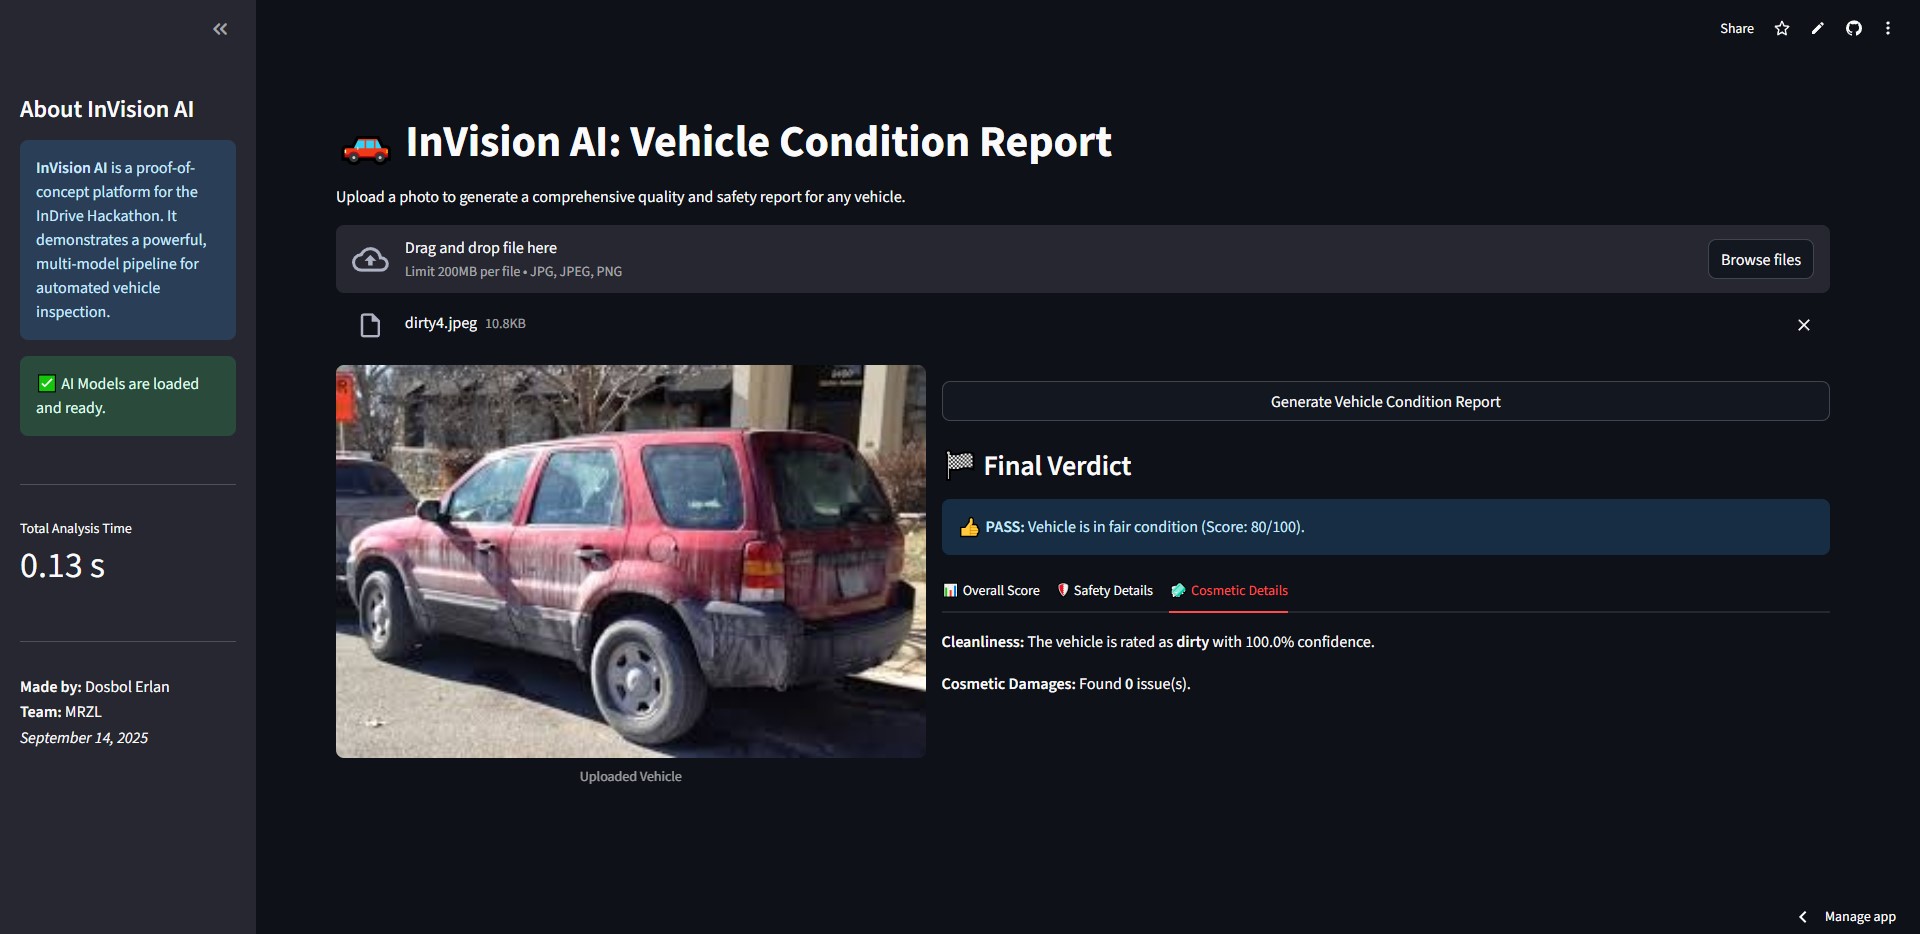 Share
About InVision AI
InVision AI is a proof-of-
concept platform for the
InDrive Hackathon. It
demonstrates a powerful,
multi-model pipeline for
automated vehicle
inspection.
✅ AI Models are loaded
and ready.
Total Analysis Time
0.13 s
Made by: Dosbol Erlan
Team: MRZL
September 14, 2025
🚗 InVision AI: Vehicle Condition Report
Upload a photo to generate a comprehensive quality and safety report for any vehicle.
Drag and drop file here
Limit 200MB per file • JPG, JPEG, PNG
Browse files
dirty4.jpeg 10.8KB
Uploaded Vehicle
Generate Vehicle Condition Report
🏁 Final Verdict
👍 PASS: Vehicle is in fair condition (Score: 80/100).
📊 Overall Score 🛡️ Safety Details 🧼 Cosmetic Details
Cleanliness: The vehicle is rated as dirty with 100.0% confidence.
Cosmetic Damages: Found 0 issue(s).
Manage app